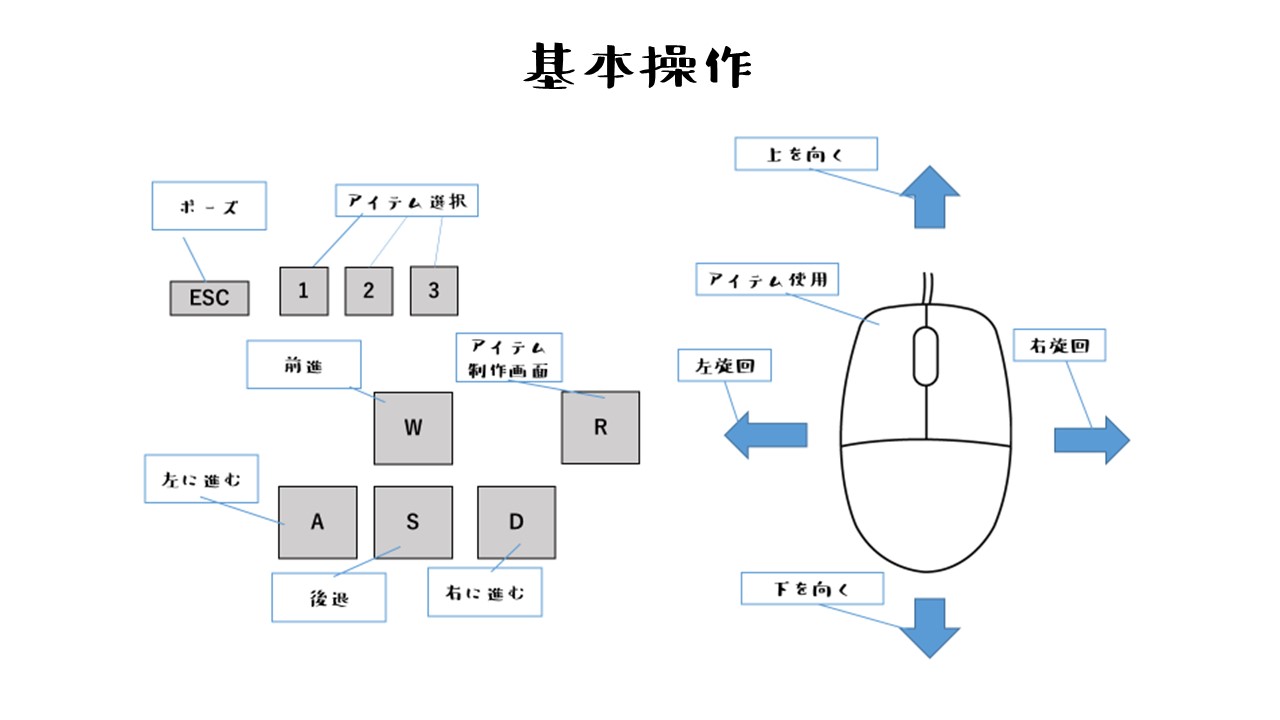 基本操作
ポーズ
アイテム選択
ESC
1
2
3
前進
アイテム
制作画面
W
R
左に進む
A
S
D
後退
右に進む
上を向く
アイテム使用
左旋回
右旋回
下を向く